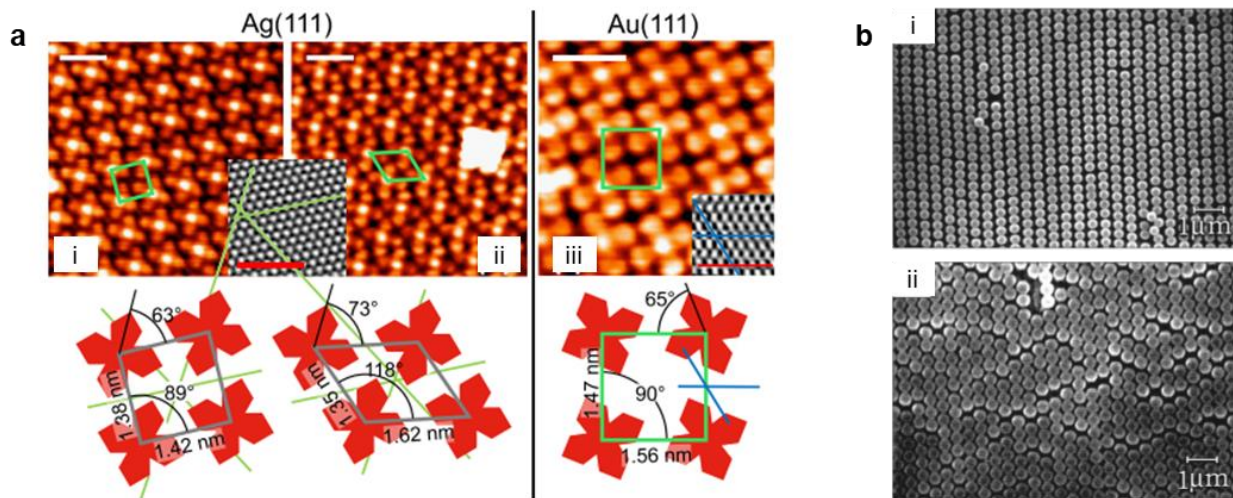 a
Ag(111)
Au(111)
b
i
ii
iii
i
1μm
ii
1μm
63°
89°
1.38 nm
1.42 nm
73°
118°
1.35 nm
1.62 nm
65°
90°
1.47 nm
1.56 nm